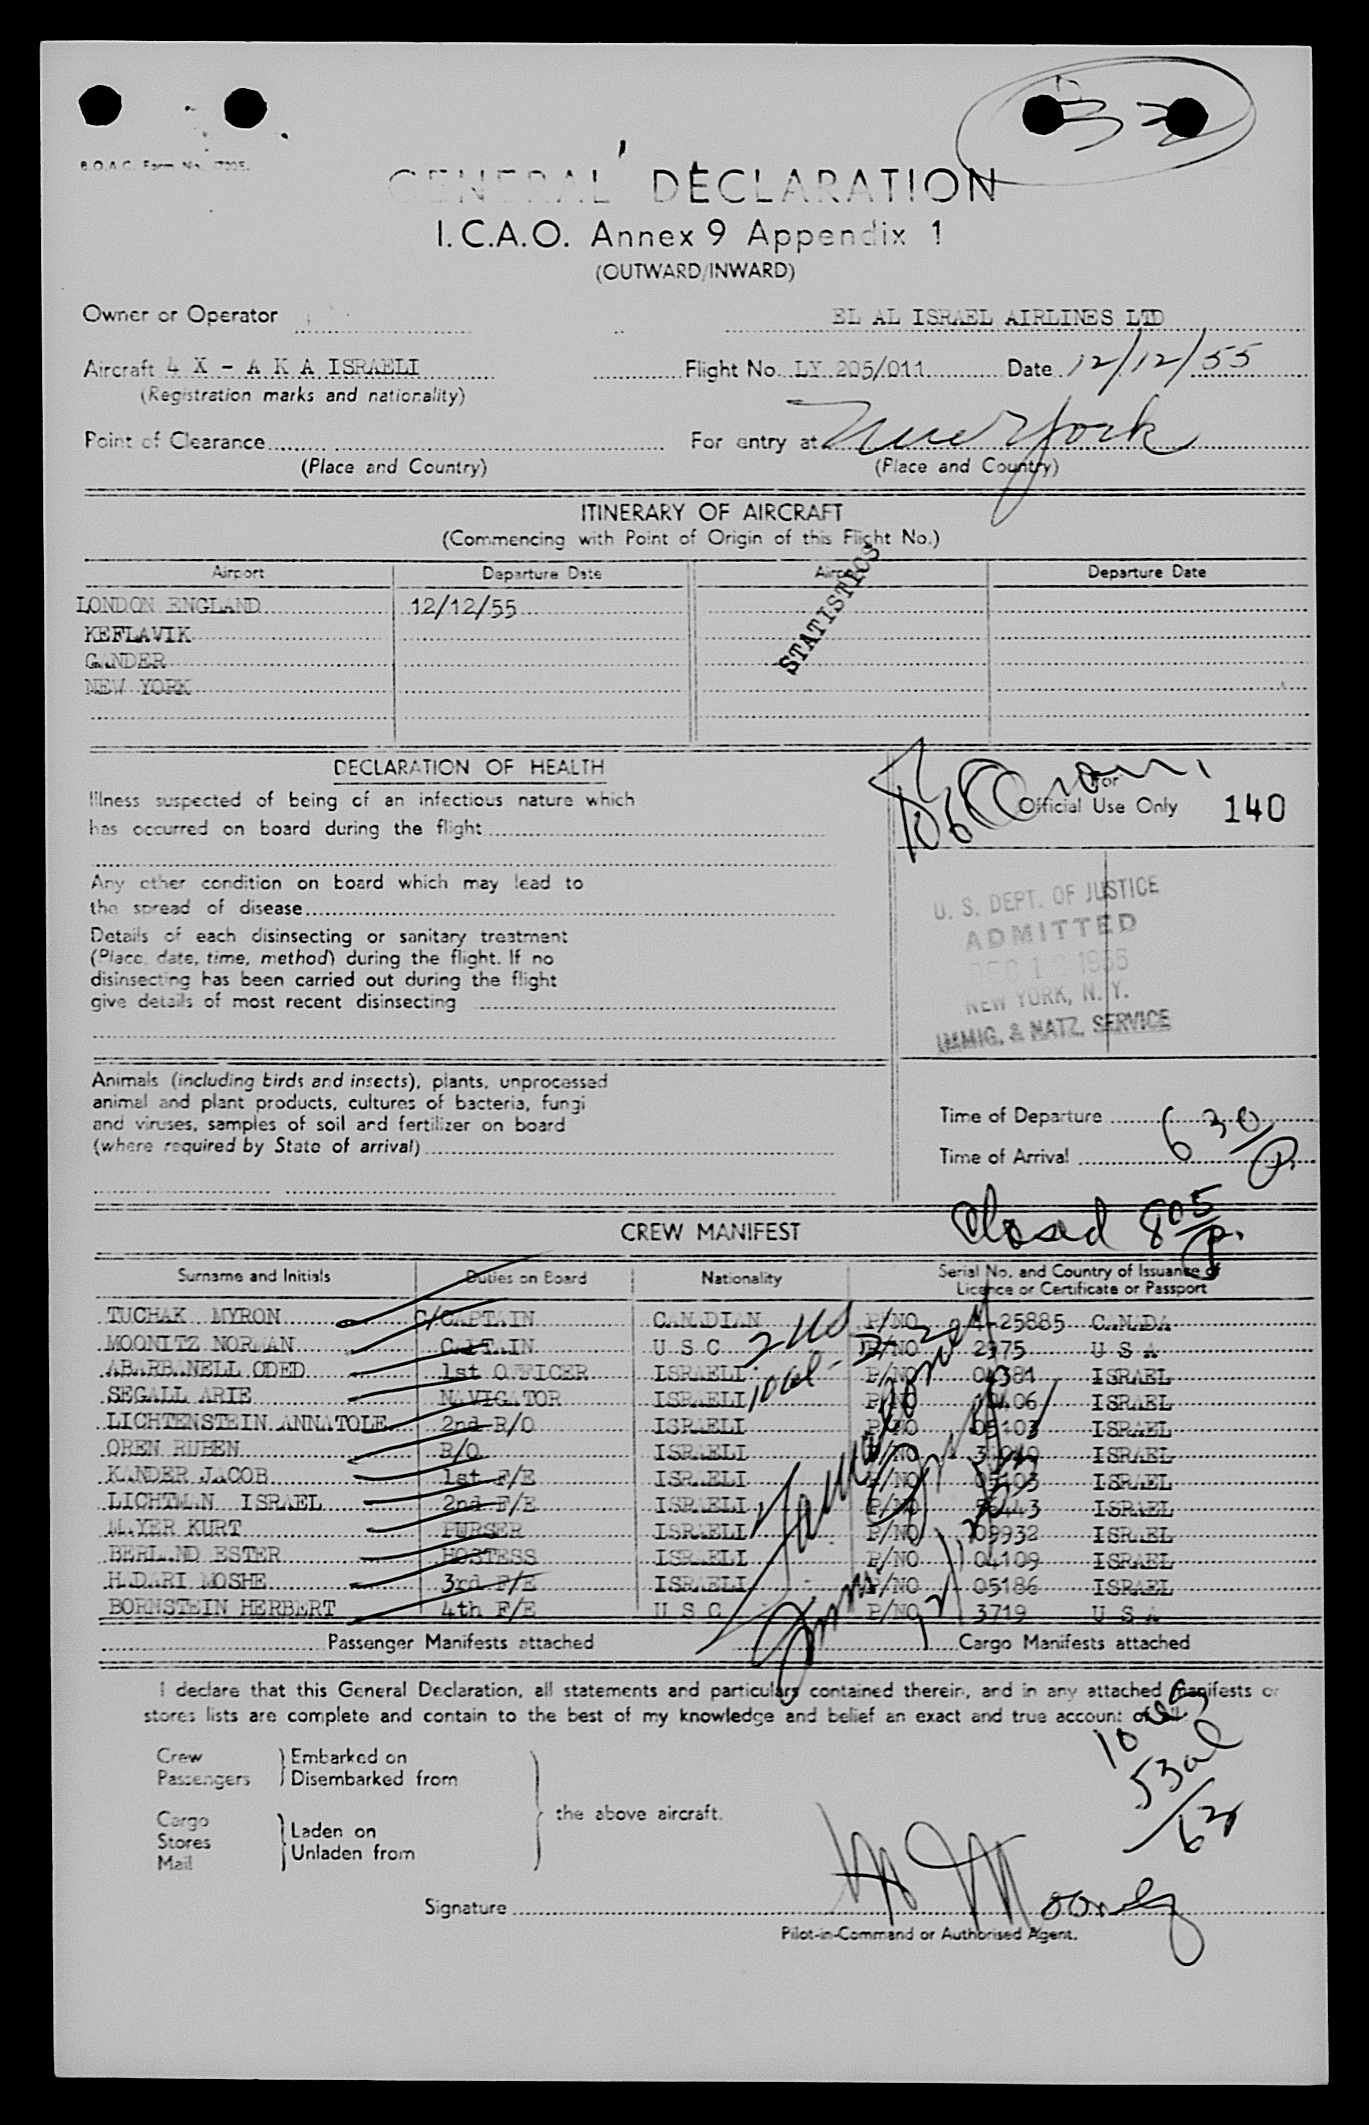 B.O.A.C. Form No. 7295.
GENERAL DECLARATION
I.C.A.O. Annex 9 Appendix 1
(OUTWARD/INWARD)
Owner or Operator EL AL ISRAEL AIRLINES LTD
Aircraft 4 X - A K A ISRAELI Flight No. LY 205/011 Date 12/12/55
(Registration marks and nationality)
Point of Clearance For entry at New York
(Place and Country) (Place and Country)
ITINERARY OF AIRCRAFT
(Commencing with Point of Origin of this Flight No.)
Airport Departure Date Airport Departure Date
STATISTICS
LONDON ENGLAND 12/12/55
KEFLAVIK
GANDER
NEW YORK
DECLARATION OF HEALTH
Illness suspected of being of an infectious nature which
has occurred on board during the flight
For
Official Use Only 140
Any other condition on board which may lead to
the spread of disease
Details of each disinsecting or sanitary treatment
(Place, date, time, method) during the flight. If no
disinsecting has been carried out during the flight
give details of most recent disinsecting
U. S. DEPT. OF JUSTICE
ADMITTED
NEW YORK, N. Y.
IMMIG. & NATZ. SERVICE
Animals (including birds and insects), plants, unprocessed
animal and plant products, cultures of bacteria, fungi
and viruses, samples of soil and fertilizer on board
(where required by State of arrival)
Time of Departure
Time of Arrival 630/P.
Closed 805/P.
CREW MANIFEST
Surname and Initials Duties on Board Nationality Serial No. and Country of Issuance of Licence or Certificate or Passport
TUCHAK MYRON C/CAPTAIN CANADIAN P/NO 4-25885 CANADA
MOONITZ NORMAN CAPTAIN U S C P/NO 2175 U S A
ABARBANELL ODED 1st OFFICER ISRAELI P/NO 04381 ISRAEL
SEGALL ARIE NAVIGATOR ISRAELI P/NO ISRAEL
LICHTENSTEIN ANNATOLE 2nd R/O ISRAELI P/NO 05103 ISRAEL
OREN RUBEN R/O ISRAELI P/NO ISRAEL
KANDER JACOB 1st F/E ISRAELI P/NO 05103 ISRAEL
LICHTMAN ISRAEL 2nd F/E ISRAELI P/NO ISRAEL
MAYER KURT PURSER ISRAELI P/NO 09932 ISRAEL
BERLAND ESTER HOSTESS ISRAELI P/NO 04109 ISRAEL
HADARI MOSHE 3rd F/E ISRAELI P/NO 05186 ISRAEL
BORNSTEIN HERBERT 4th F/E U S C P/NO 3719 U S A
Passenger Manifests attached Cargo Manifests attached
I declare that this General Declaration, all statements and particulars contained therein, and in any attached Manifests or
stores lists are complete and contain to the best of my knowledge and belief an exact and true account of all
Crew
Passengers
Embarked on
Disembarked from
Cargo
Stores
Mail
Laden on
Unladen from
the above aircraft.
Signature
Pilot-in-Command or Authorised Agent.